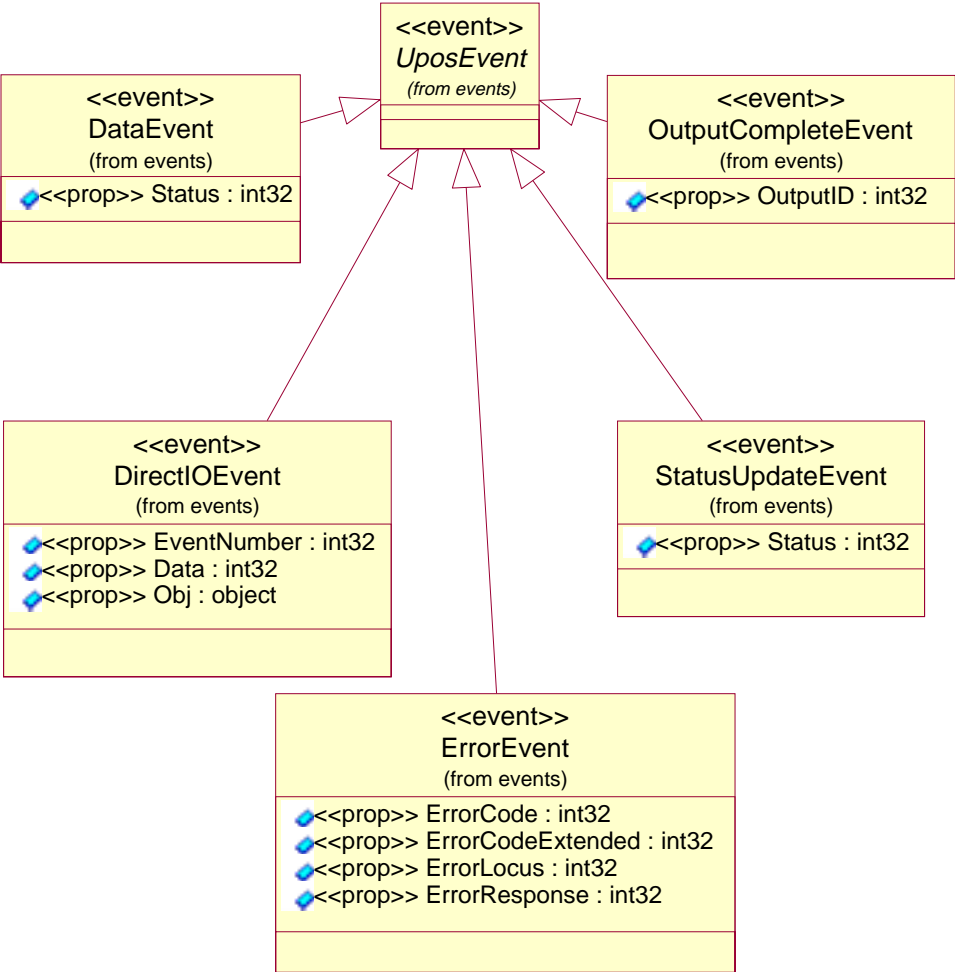 <<event>>
UposEvent
(from events)
<<event>>
DataEvent
(from events)
<<prop>> Status : int32
<<event>>
OutputCompleteEvent
(from events)
<<prop>> OutputID : int32
<<event>>
DirectIOEvent
(from events)
<<prop>> EventNumber : int32
<<prop>> Data : int32
<<prop>> Obj : object
<<event>>
StatusUpdateEvent
(from events)
<<prop>> Status : int32
<<event>>
ErrorEvent
(from events)
<<prop>> ErrorCode : int32
<<prop>> ErrorCodeExtended : int32
<<prop>> ErrorLocus : int32
<<prop>> ErrorResponse : int32